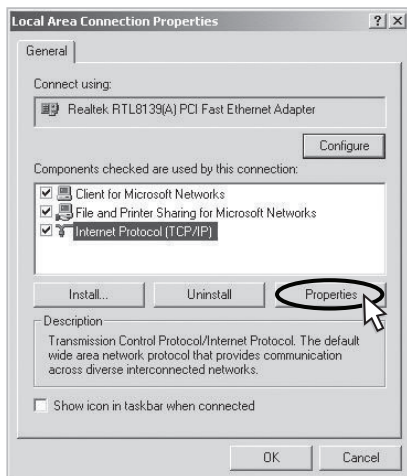 Local Area Connection Properties
General
Connect using:
Realtek RTL8139(A) PCI Fast Ethernet Adapter
Configure
Components checked are used by this connection:
Client for Microsoft Networks
File and Printer Sharing for Microsoft Networks
Internet Protocol (TCP/IP)
Install... Uninstall Properties
Description
Transmission Control Protocol/Internet Protocol. The default
wide area network protocol that provides communication
across diverse interconnected networks.
Show icon in taskbar when connected
OK Cancel